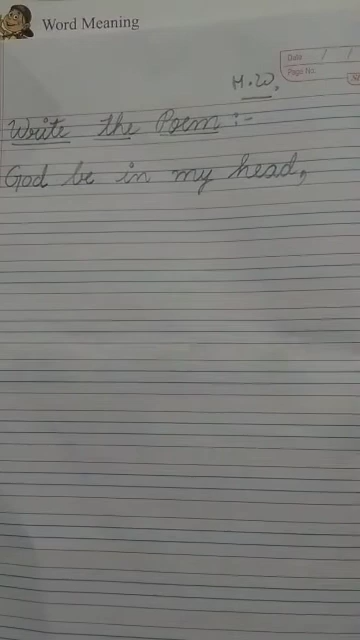 Word Meaning
Date / /
Page No.
H.W.
Write the Poem :-
God be in my head,